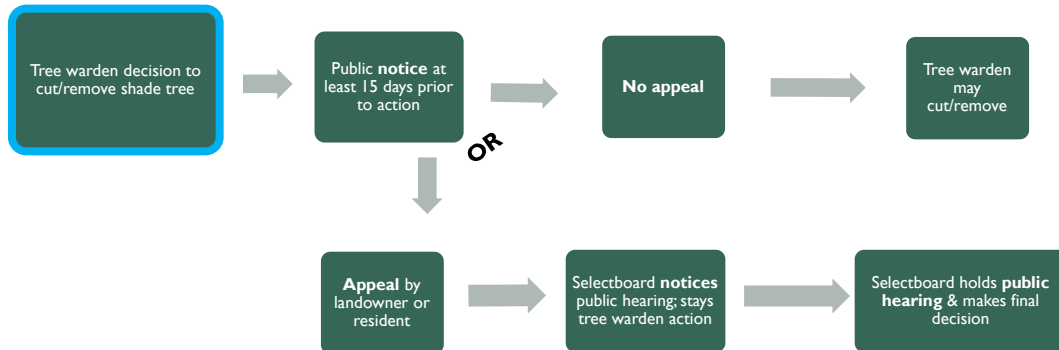 Tree warden decision to
cut/remove shade tree
Public notice at
least 15 days prior
to action
No appeal
Tree warden
may
cut/remove
OR
Appeal by
landowner or
resident
Selectboard notices
public hearing; stays
tree warden action
Selectboard holds public
hearing & makes final
decision